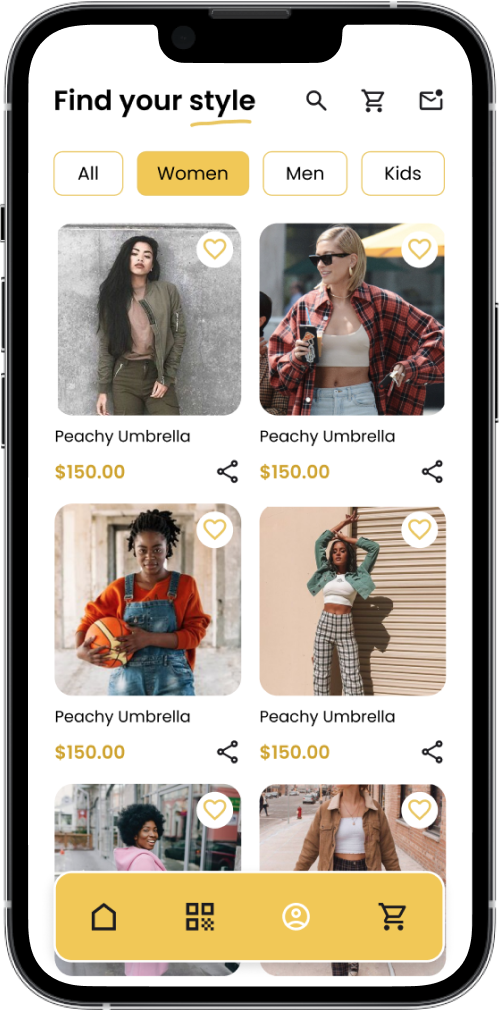 Find your style
All Women Men Kids
Peachy Umbrella Peachy Umbrella
$150.00 $150.00
Peachy Umbrella Peachy Umbrella
$150.00 $150.00